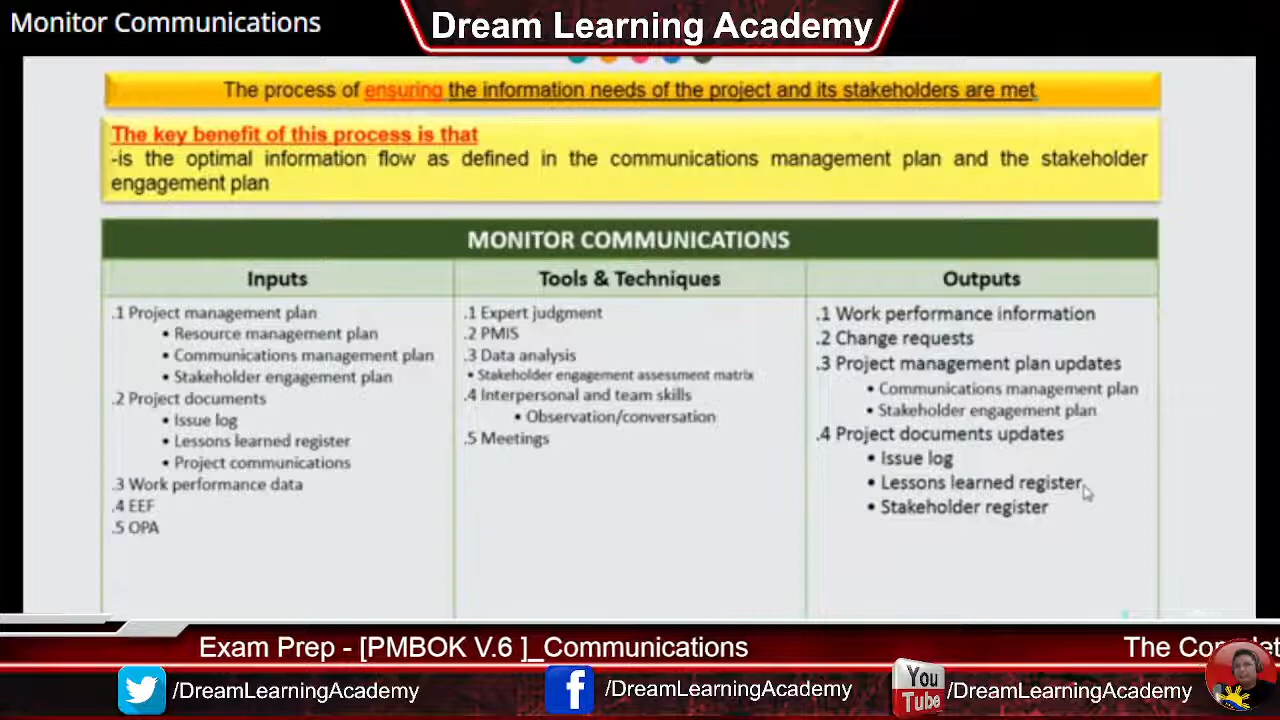 Monitor Communications
Dream Learning Academy
The process of ensuring the information needs of the project and its stakeholders are met.
The key benefit of this process is that
-is the optimal information flow as defined in the communications management plan and the stakeholder
engagement plan
MONITOR COMMUNICATIONS
Inputs
.1 Project management plan
• Resource management plan
• Communications management plan
• Stakeholder engagement plan
.2 Project documents
• Issue log
• Lessons learned register
• Project communications
.3 Work performance data
.4 EEF
.5 OPA
Tools & Techniques
.1 Expert judgment
.2 PMIS
.3 Data analysis
• Stakeholder engagement assessment matrix
.4 Interpersonal and team skills
• Observation/conversation
.5 Meetings
Outputs
.1 Work performance information
.2 Change requests
.3 Project management plan updates
• Communications management plan
• Stakeholder engagement plan
.4 Project documents updates
• Issue log
• Lessons learned register
• Stakeholder register
Exam Prep - [PMBOK V.6 ]_Communications
The
/DreamLearningAcademy
/DreamLearningAcademy
You
Tube
/DreamLearningAcademy